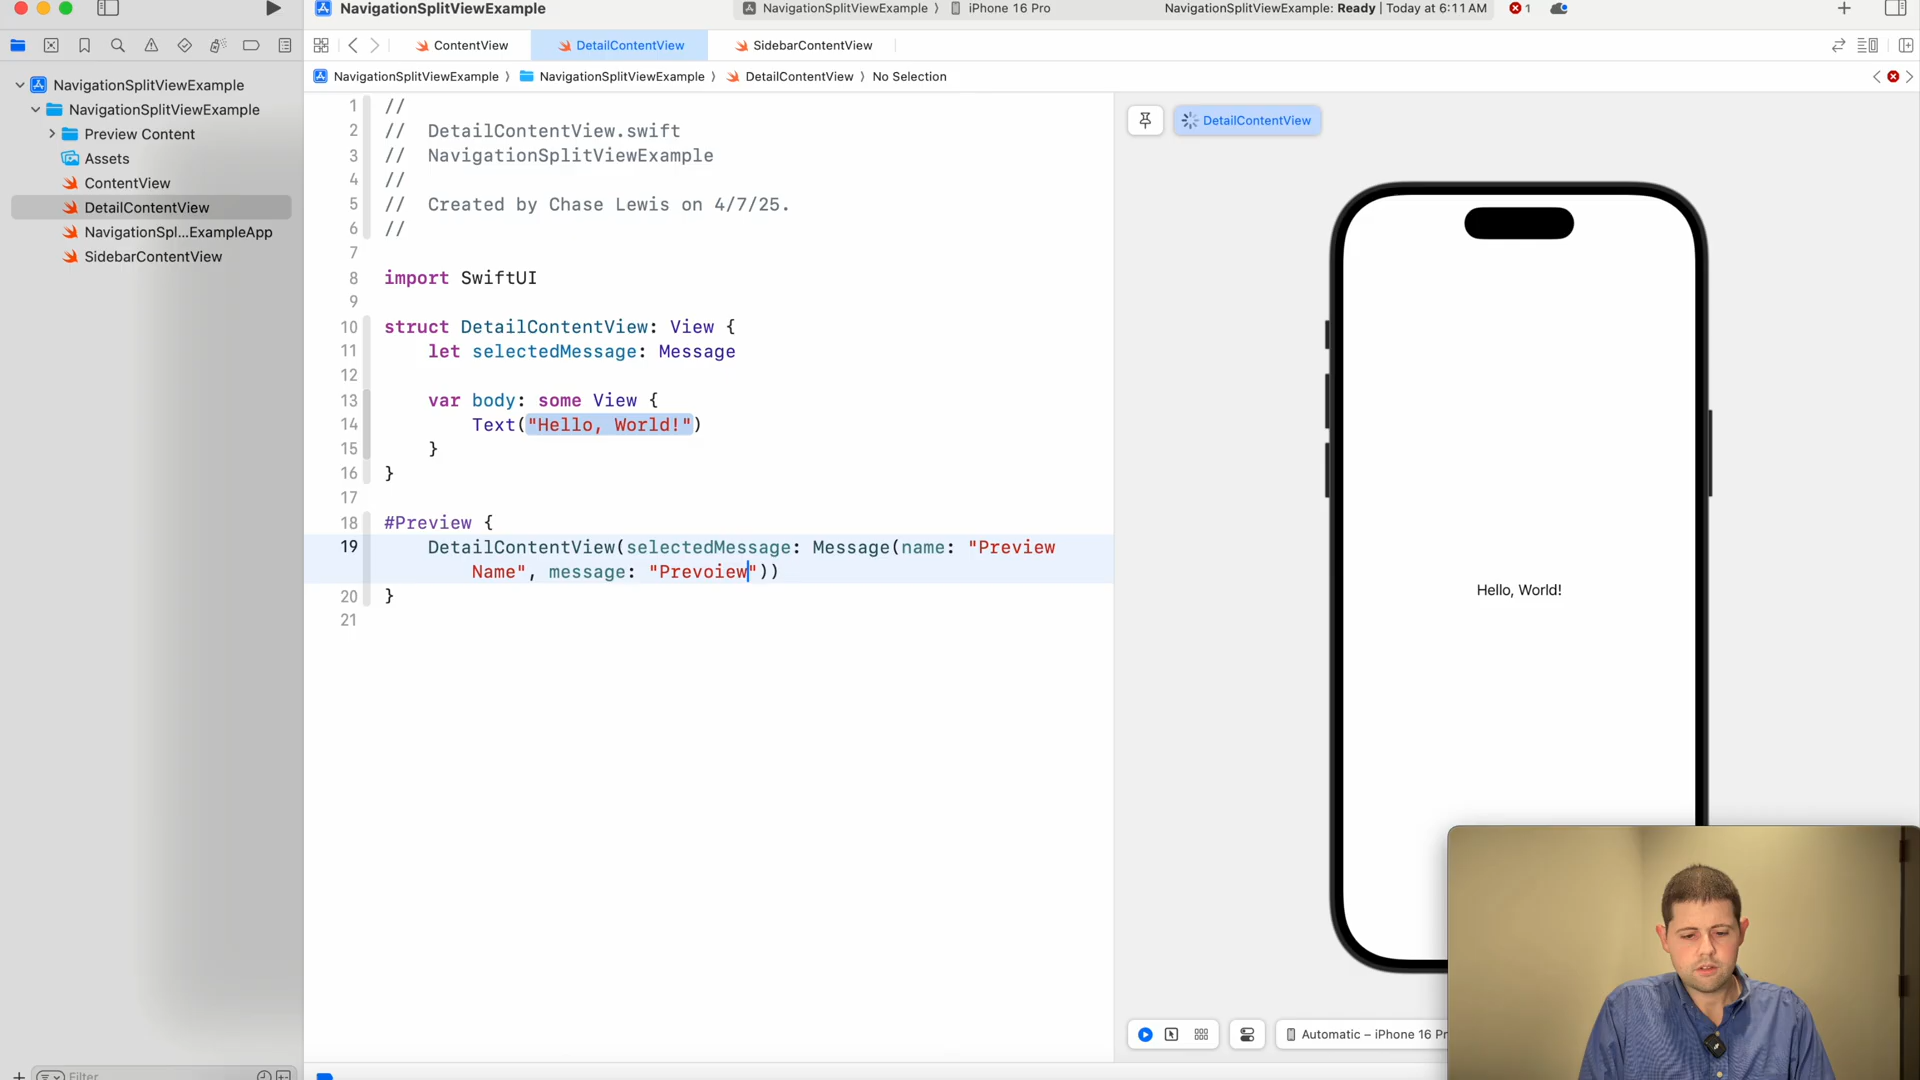 NavigationSplitViewExample
NavigationSplitViewExample 〉 iPhone 16 Pro
NavigationSplitViewExample: Ready | Today at 6:11 AM
1
ContentView
DetailContentView
SidebarContentView
NavigationSplitViewExample 〉 NavigationSplitViewExample 〉 DetailContentView 〉 No Selection
NavigationSplitViewExample
NavigationSplitViewExample
Preview Content
Assets
ContentView
DetailContentView
NavigationSpl...ExampleApp
SidebarContentView
Filter
1 //
2 //  DetailContentView.swift
3 //  NavigationSplitViewExample
4 //
5 //  Created by Chase Lewis on 4/7/25.
6 //
7
8 import SwiftUI
9
10 struct DetailContentView: View {
11     let selectedMessage: Message
12
13     var body: some View {
14         Text("Hello, World!")
15     }
16 }
17
18 #Preview {
19     DetailContentView(selectedMessage: Message(name: "Preview
Name", message: "Prevoiew"))
20 }
21
DetailContentView
Hello, World!
Automatic – iPhone 16 Pr